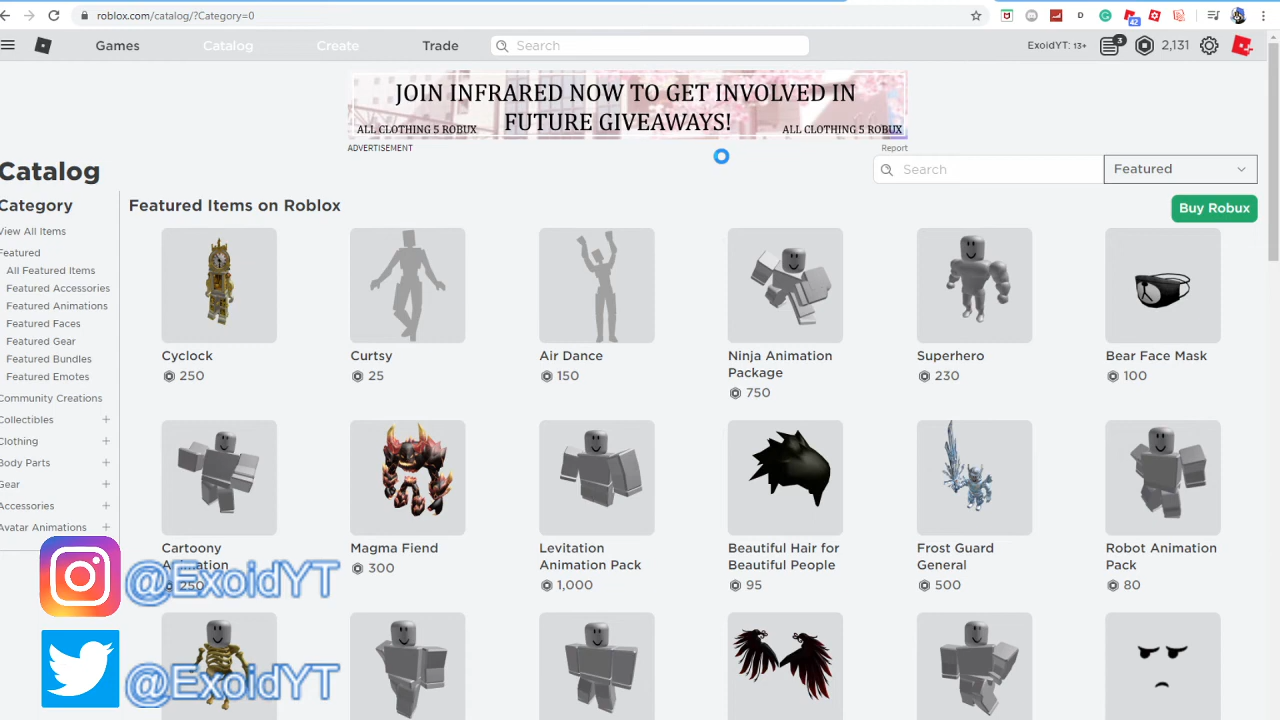 roblox.com/catalog/?Category=0
D
42
Games
Catalog
Create
Trade
Search
ExoidYT: 13+
3
2,131
JOIN INFRARED NOW TO GET INVOLVED IN
FUTURE GIVEAWAYS!
ALL CLOTHING 5 ROBUX
ALL CLOTHING 5 ROBUX
ADVERTISEMENT
Report
Catalog
Search
Featured
Category
Featured Items on Roblox
Buy Robux
View All Items
Featured
All Featured Items
Featured Accessories
Featured Animations
Featured Faces
Featured Gear
Featured Bundles
Featured Emotes
Community Creations
Collectibles +
Clothing +
Body Parts +
Gear +
Accessories +
Avatar Animations +
Cyclock
250
Curtsy
25
Air Dance
150
Ninja Animation
Package
750
Superhero
230
Bear Face Mask
100
Cartoony
Animation
250
Magma Fiend
300
Levitation
Animation Pack
1,000
Beautiful Hair for
Beautiful People
95
Frost Guard
General
500
Robot Animation
Pack
80
@ExoidYT
@ExoidYT